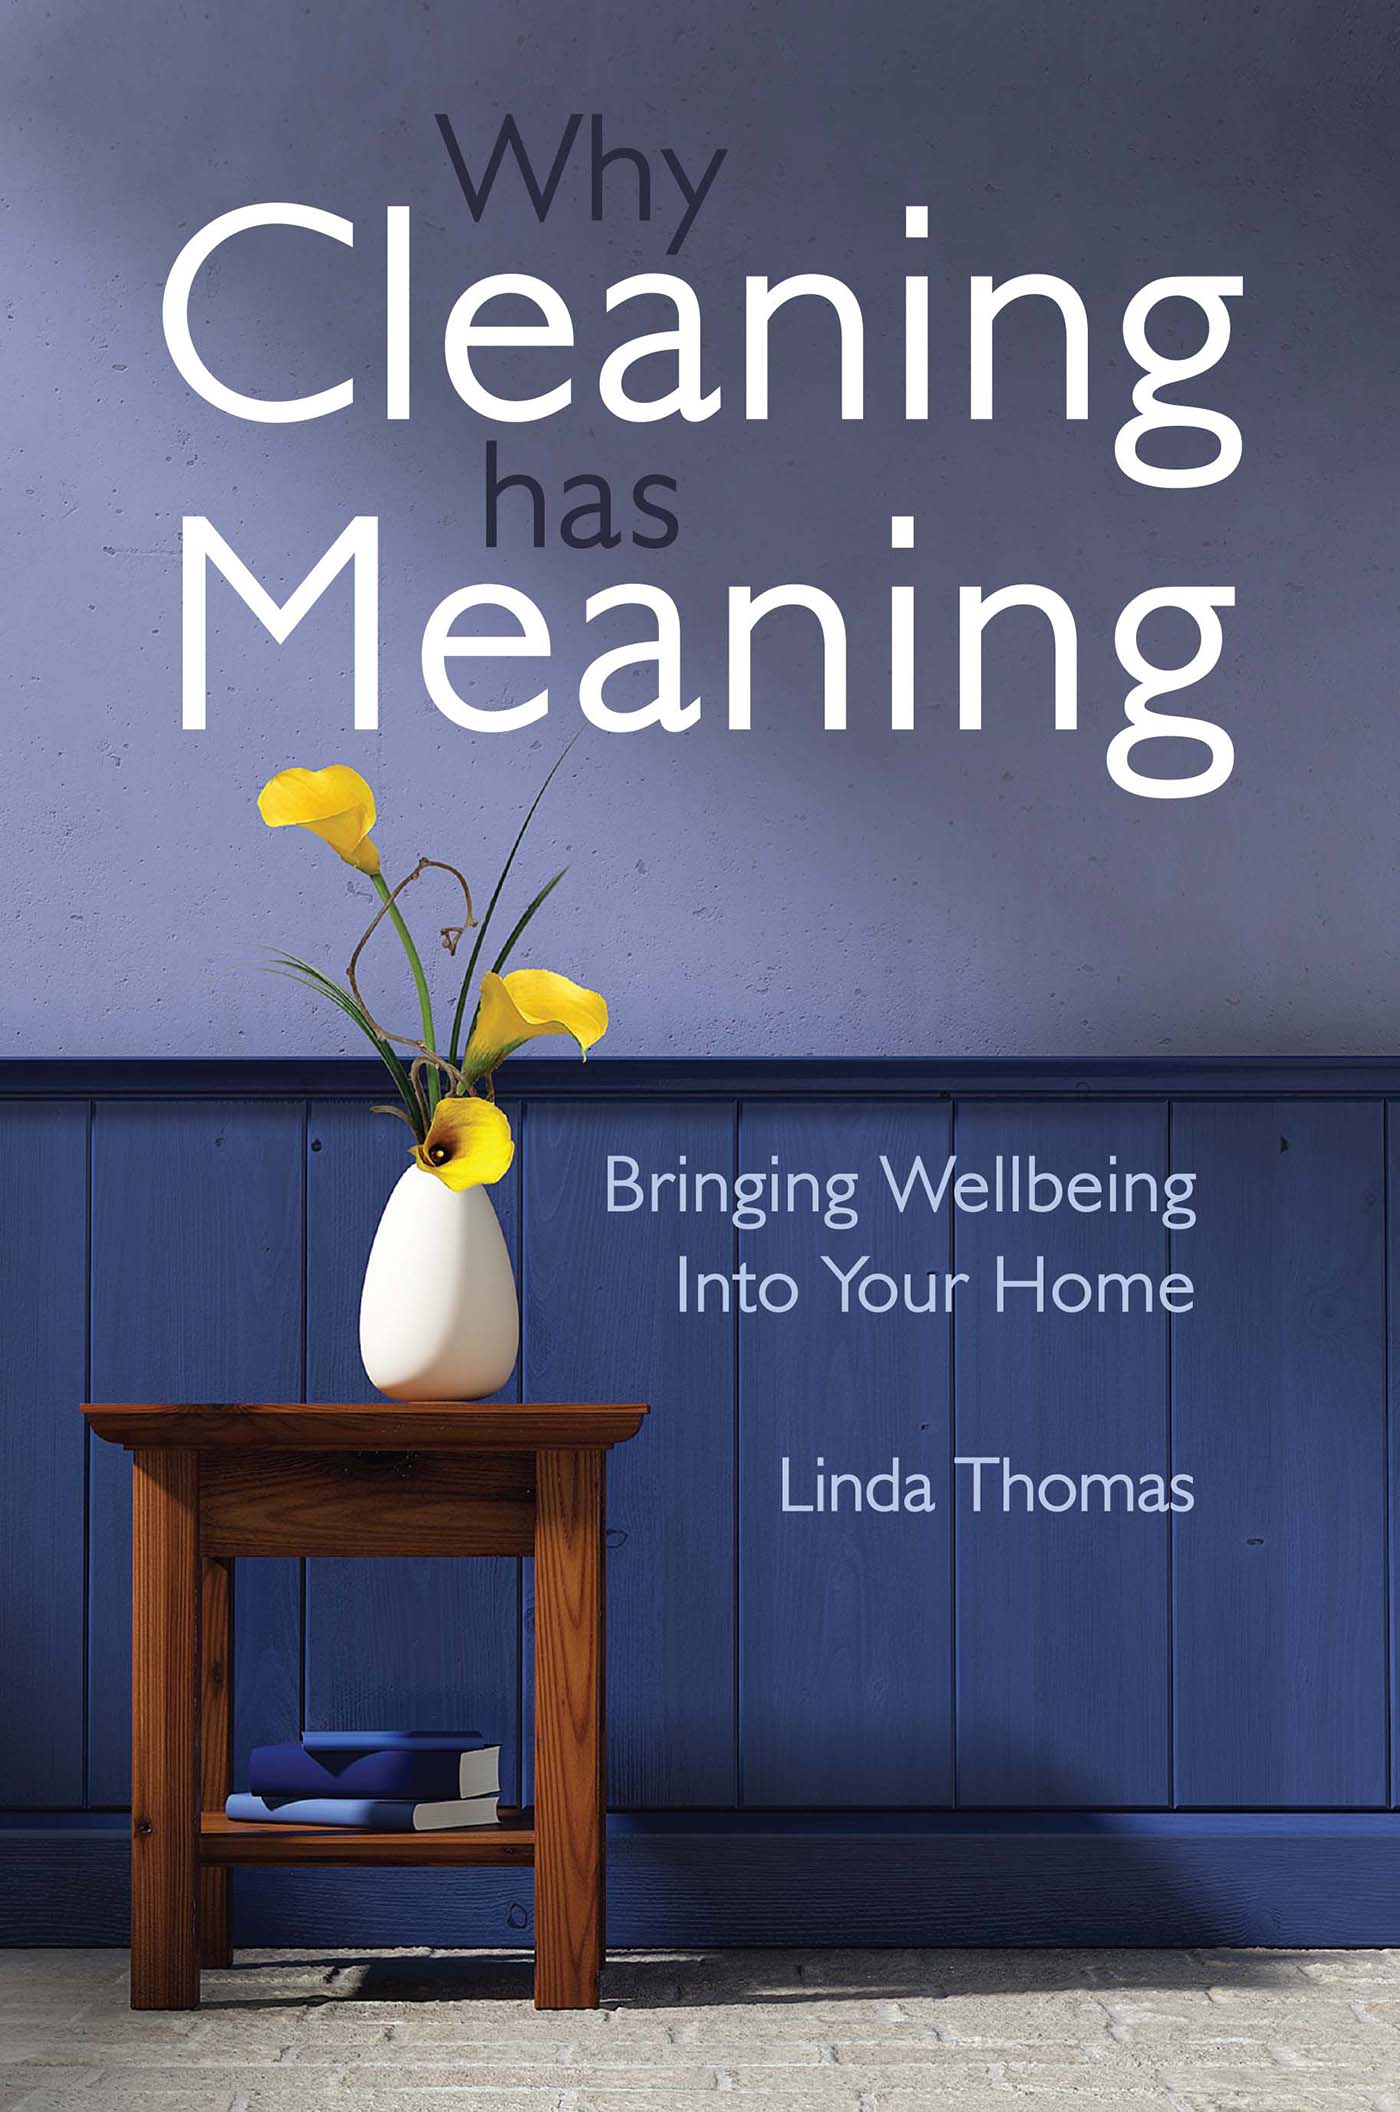 Why
Cleaning
has
Meaning
Bringing Wellbeing
Into Your Home
Linda Thomas